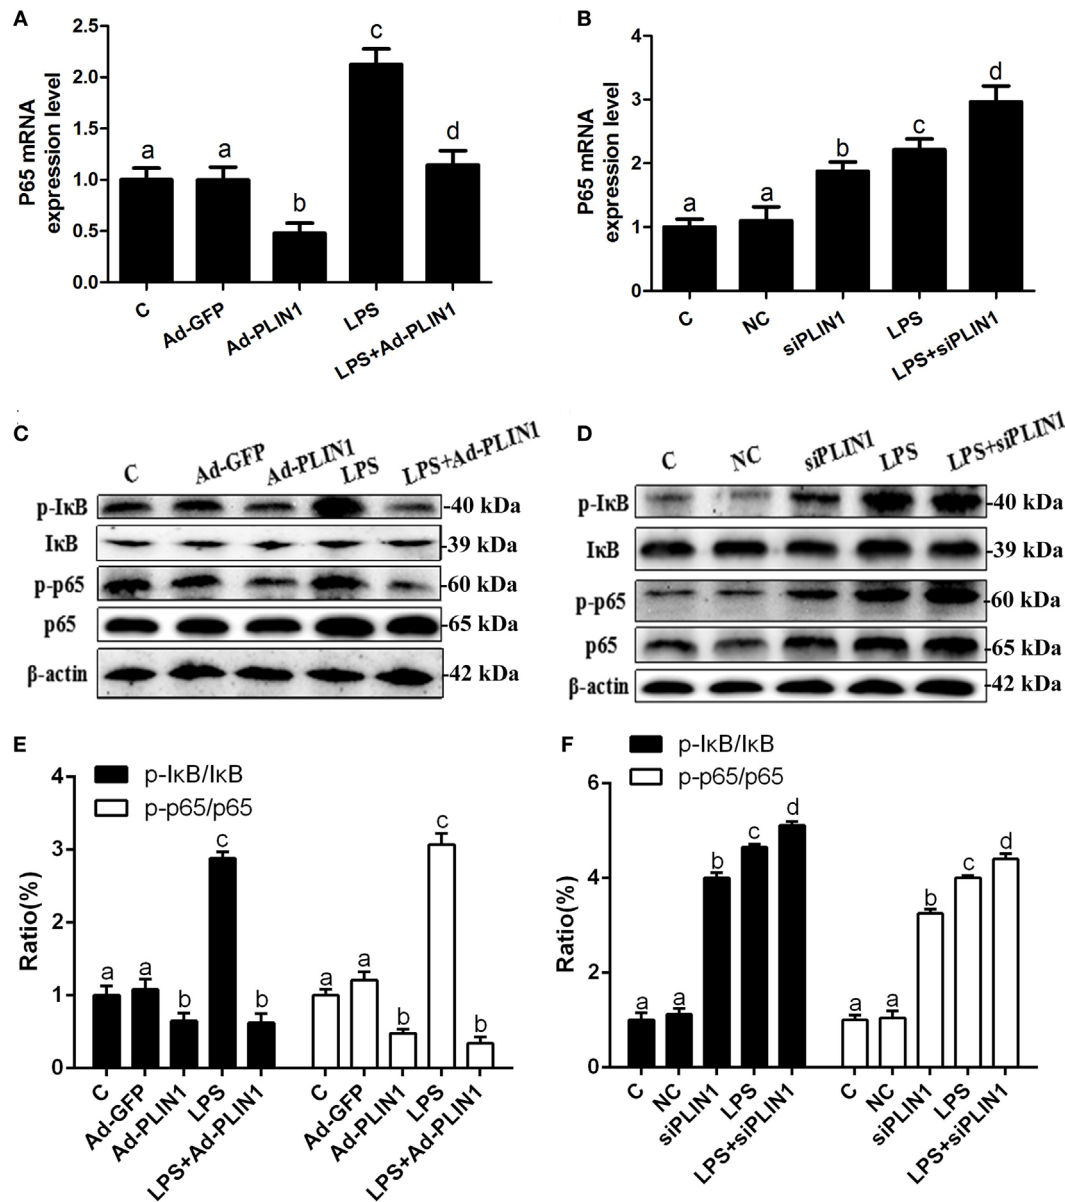 A
P65 mRNA
expression level
2.5
2.0
1.5
1.0
0.5
0.0
a
a
b
c
d
C
Ad-GFP
Ad-PLIN1
LPS
LPS+Ad-PLIN1
B
P65 mRNA
expression level
4
3
2
1
0
a
a
b
c
d
C
NC
siPLIN1
LPS
LPS+siPLIN1
C
C
Ad-GFP
Ad-PLIN1
LPS
LPS+Ad-PLIN1
p-IκB
-40 kDa
IκB
-39 kDa
p-p65
-60 kDa
p65
-65 kDa
β-actin
-42 kDa
D
C
NC
siPLIN1
LPS
LPS+siPLIN1
p-IκB
-40 kDa
IκB
-39 kDa
p-p65
-60 kDa
p65
-65 kDa
β-actin
-42 kDa
E
p-IκB/IκB
p-p65/p65
Ratio(%)
4
3
2
1
0
a
a
b
c
b
a
a
b
c
b
C
Ad-GFP
Ad-PLIN1
LPS
LPS+Ad-PLIN1
C
Ad-GFP
Ad-PLIN1
LPS
LPS+Ad-PLIN1
F
p-IκB/IκB
p-p65/p65
Ratio(%)
6
4
2
0
a
a
b
c
d
a
a
b
c
d
C
NC
siPLIN1
LPS
LPS+siPLIN1
C
NC
siPLIN1
LPS
LPS+siPLIN1